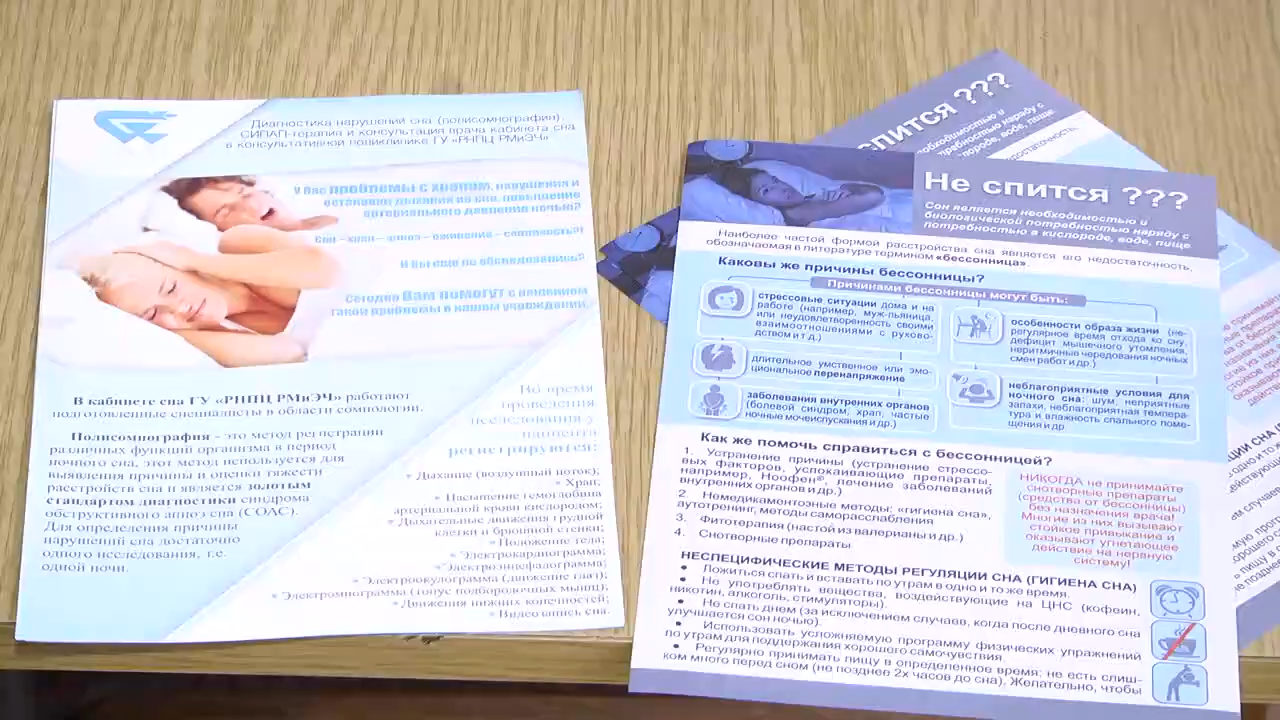 Диагностика нарушений сна (полисомнография),
СИПАП-терапия и консультация врача кабинета сна
в консультативной поликлинике ГУ «РНПЦ РМиЭЧ»
У Вас проблемы с храпом, нарушения и
остановки дыхания во сне, повышение
артериального давления ночью?
Сон – храп – апноэ – ожирение – сонливость?!
И Вы еще не обследовались?
Сегодня Вам помогут с решением
такой проблемы в нашем учреждении.
В кабинете сна ГУ «РНПЦ РМиЭЧ» работают
подготовленные специалисты в области сомнологии.
Полисомнография - это метод регистрации
различных функций организма в период
ночного сна, этот метод используется для
выявления причины и оценки тяжести
расстройств сна и является золотым
стандартом диагностики синдрома
обструктивного апноэ сна (СОАС).
Для определения причины
нарушений сна достаточно
одного исследования, т.е.
одной ночи.
Во время
проведения
исследования у
пациента
регистрируются:
• Дыхание (воздушный поток);
• Храп;
• Насыщение гемоглобина
артериальной крови кислородом;
• Дыхательные движения грудной
клетки и брюшной стенки;
• Положение тела;
• Электрокардиограмма;
• Электроэнцефалограмма;
• Электроокулограмма (движение глаз);
• Электромиограмма (тонус подбородочных мышц);
• Движения нижних конечностей;
• Видеозапись сна.
Не спится ???
Сон является необходимостью и
биологической потребностью наряду с
потребностью в кислороде, воде, пище
Наиболее частой формой расстройства сна является его недостаточность,
обозначаемая в литературе термином «бессонница».
Каковы же причины бессонницы?
Причинами бессонницы могут быть:
стрессовые ситуации дома и на
работе (например, муж-пьяница,
или неудовлетворенность своими
взаимоотношениями с руково-
дством и т.д.)
длительное умственное или эмо-
циональное перенапряжение
заболевания внутренних органов
(болевой синдром, храп, частые
ночные мочеиспускания и др.)
особенности образа жизни (не-
регулярное время отхода ко сну,
дефицит мышечного утомления,
неритмичные чередования ночных
смен работ и др.)
неблагоприятные условия для
ночного сна: шум, неприятные
запахи, неблагоприятная темпера-
тура и влажность спального поме-
щения и др.
Как же помочь справиться с бессонницей?
1. Устранение причины (устранение стрессо-
вых факторов, успокаивающие препараты,
например, Ноофен®, лечение заболеваний
внутренних органов и др.)
2. Немедикаментозные методы: «гигиена сна»,
аутотренинг, методы саморасслабления
3. Фитотерапия (настой из валерианы и др.)
4. Снотворные препараты
НИКОГДА не принимайте
снотворные препараты
(средства от бессонницы)
без назначения врача!
Многие из них вызывают
стойкое привыкание и
оказывают угнетающее
действие на нервную
систему!
НЕСПЕЦИФИЧЕСКИЕ МЕТОДЫ РЕГУЛЯЦИИ СНА (ГИГИЕНА СНА)
• Ложиться спать и вставать по утрам в одно и то же время.
• Не употреблять вещества, воздействующие на ЦНС (кофеин,
никотин, алкоголь, стимуляторы).
• Не спать днем (за исключением случаев, когда после дневного сна
улучшается сон ночью).
• Использовать усложняемую программу физических упражнений
по утрам для поддержания хорошего самочувствия.
• Регулярно принимать пищу в определенное время; не есть слиш-
ком много перед сном (не позднее 2х часов до сна), Желательно, чтобы